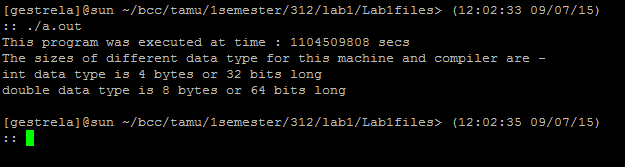 [gestrela]@sun ~/bcc/tamu/1semester/312/lab1/Lab1files> (12:02:33 09/07/15)
:: ./a.out
This program was executed at time : 1104509808 secs
The sizes of different data type for this machine and compiler are -
int data type is 4 bytes or 32 bits long
double data type is 8 bytes or 64 bits long
[gestrela]@sun ~/bcc/tamu/1semester/312/lab1/Lab1files> (12:02:35 09/07/15)
::